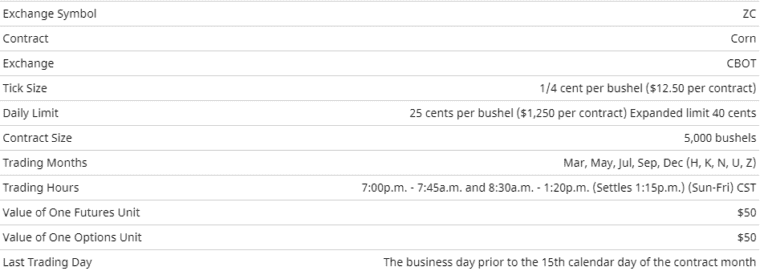 Exchange Symbol ZC
Contract Corn
Exchange CBOT
Tick Size 1/4 cent per bushel ($12.50 per contract)
Daily Limit 25 cents per bushel ($1,250 per contract) Expanded limit 40 cents
Contract Size 5,000 bushels
Trading Months Mar, May, Jul, Sep, Dec (H, K, N, U, Z)
Trading Hours 7:00p.m. - 7:45a.m. and 8:30a.m. - 1:20p.m. (Settles 1:15p.m.) (Sun-Fri) CST
Value of One Futures Unit $50
Value of One Options Unit $50
Last Trading Day The business day prior to the 15th calendar day of the contract month